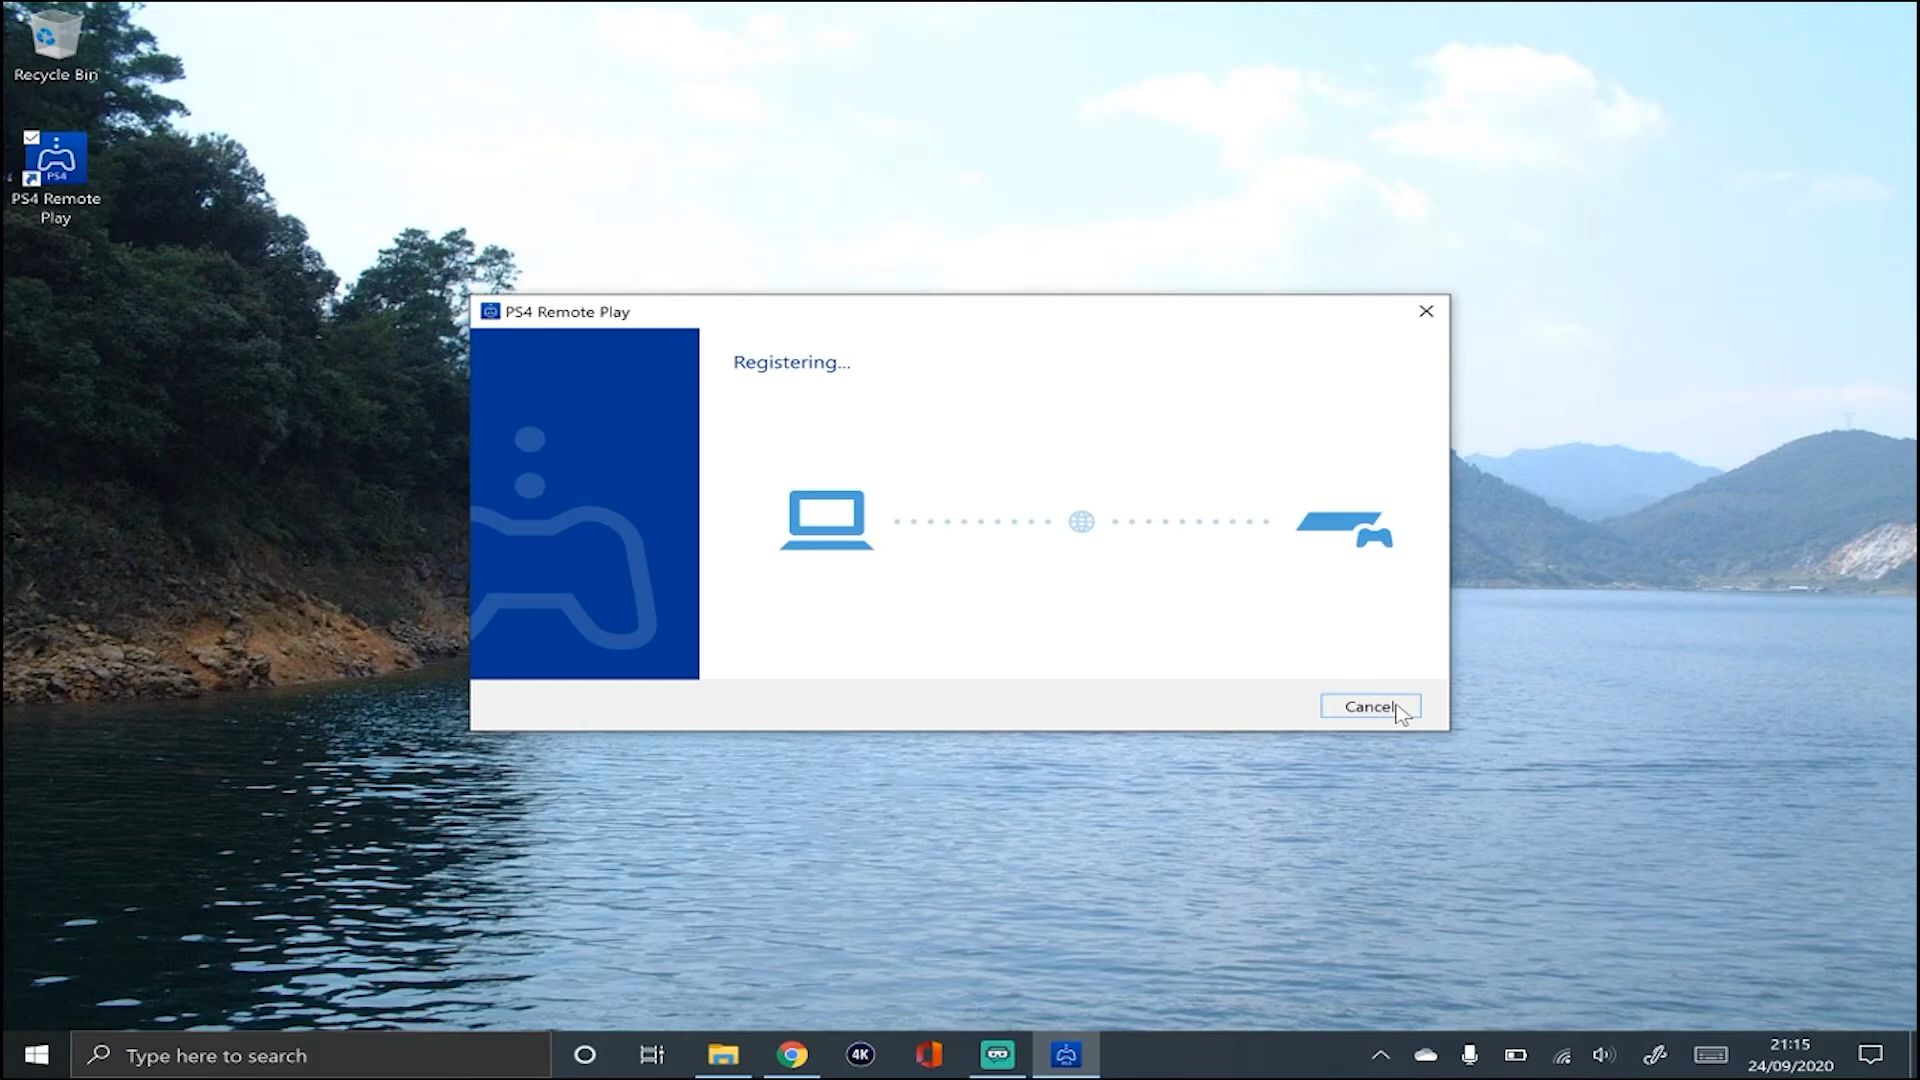 Recycle Bin
PS4
PS4 Remote
Play
PS4 Remote Play
Registering...
Cancel
Type here to search
4K
21:15
24/09/2020